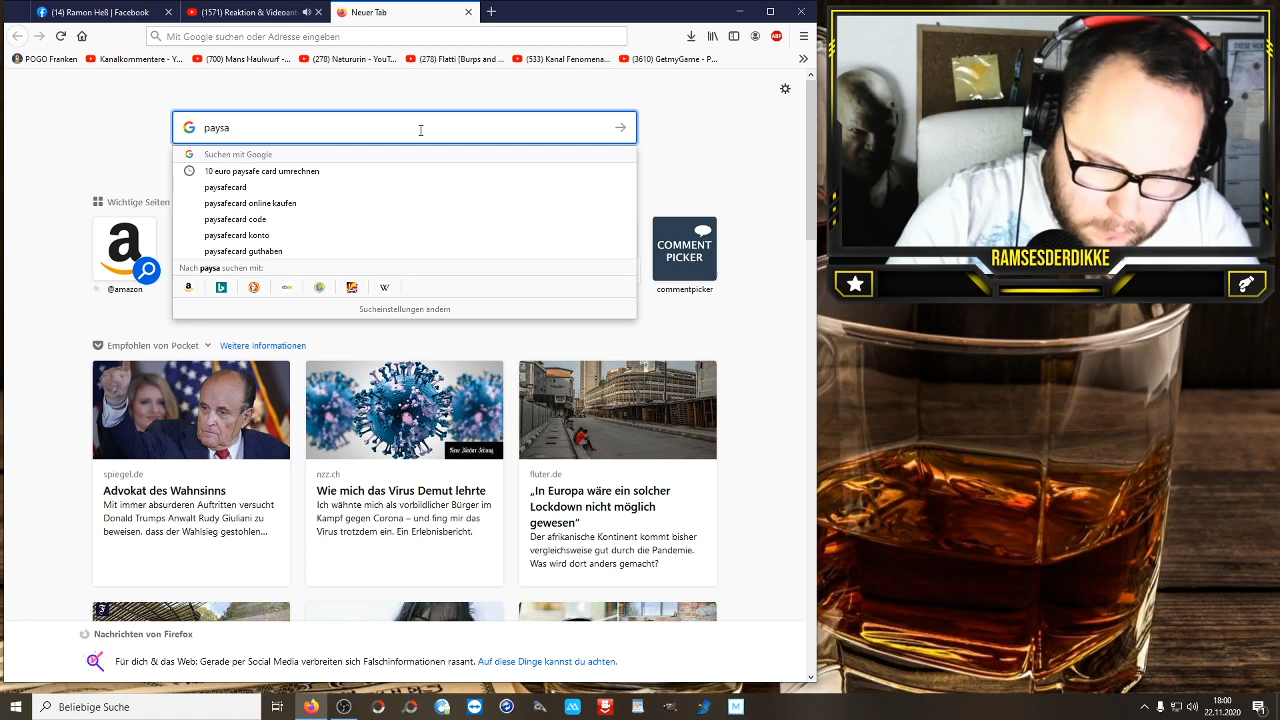 (14) Ramon Heß | Facebook
(1571) Reaktion & Videoant
Neuer Tab
Mit Google suchen oder Adresse eingeben
ABP
POGO Franken
Kanalkommentare - Y...
(700) Mans Haulwurf -...
(278) Natururin - YouT...
(278) Flatti [Burps and ...
(533) Kanal Fenomena...
(3610) GetmyGame - P...
paysa
Suchen mit Google
10 euro paysafe card umrechnen
paysafecard
paysafecard online kaufen
paysafecard code
paysafecard konto
paysafecard guthaben
Nach paysa suchen mit:
Sucheinstellungen ändern
Wichtige Seiten
@amazon
COMMENT
PICKER
commentpicker
Empfohlen von Pocket
Weitere Informationen
spiegel.de
Advokat des Wahnsinns
Mit immer absurderen Auftritten versucht
Donald Trumps Anwalt Rudy Giuliani zu
beweisen, dass der Wahlsieg gestohlen...
Neue Zürcher Zeitung
nzz.ch
Wie mich das Virus Demut lehrte
Ich wähnte mich als vorbildlicher Bürger im
Kampf gegen Corona – und fing mir das
Virus trotzdem ein. Ein Erlebnisbericht.
fluter.de
„In Europa wäre ein solcher
Lockdown nicht möglich
gewesen“
Der afrikanische Kontinent kommt bisher
vergleichsweise gut durch die Pandemie.
Was wird dort anders gemacht?
Nachrichten von Firefox
Für dich & das Web: Gerade per Social Media verbreiten sich Falschinformationen rasant. Auf diese Dinge kannst du achten.
RAMSESDERDIKKE
Beliebige Suche
18:00
22.11.2020